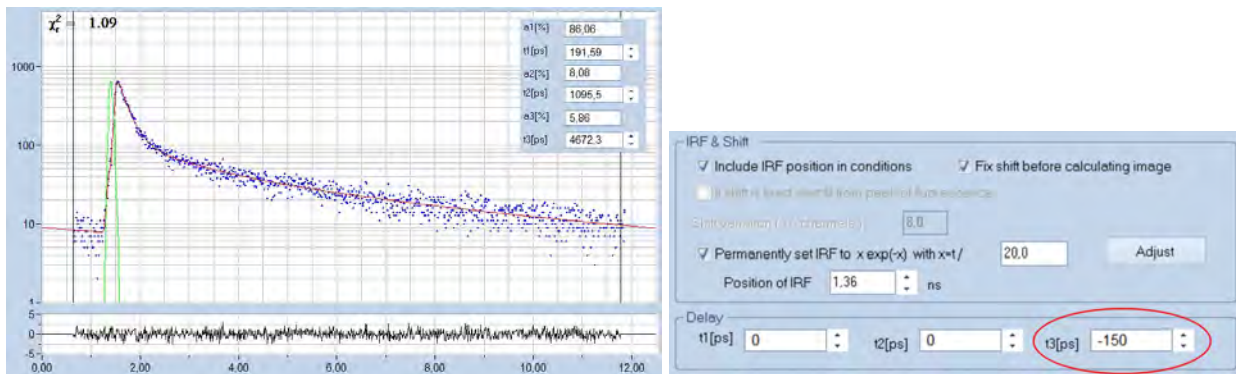 χ²r = 1.09
a1[%] 86,06
t1[ps] 191,59
a2[%] 8,08
t2[ps] 1095,5
a3[%] 5,86
t3[ps] 4672,3
1000
100
10
1
5
0
-5
0,00 2,00 4,00 6,00 8,00 10,00 12,00
IRF & Shift
Include IRF position in conditions Fix shift before calculating image
8,0
Permanently set IRF to x exp(-x) with x=t/ 20,0 Adjust
Position of IRF 1,36 ns
Delay
t1[ps] 0 t2[ps] 0 t3[ps] -150